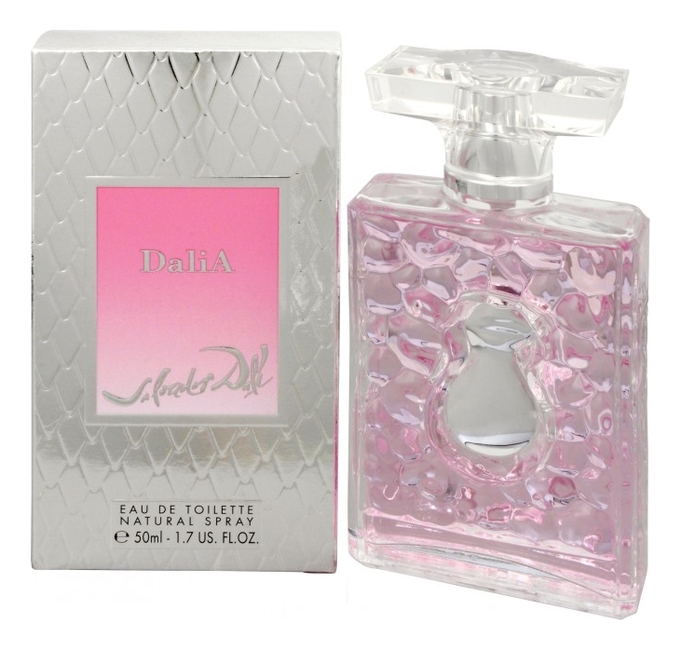 DaliA
Salvador Dalí
EAU DE TOILETTE
NATURAL SPRAY
℮ 50ml - 1.7 US. FL.OZ.